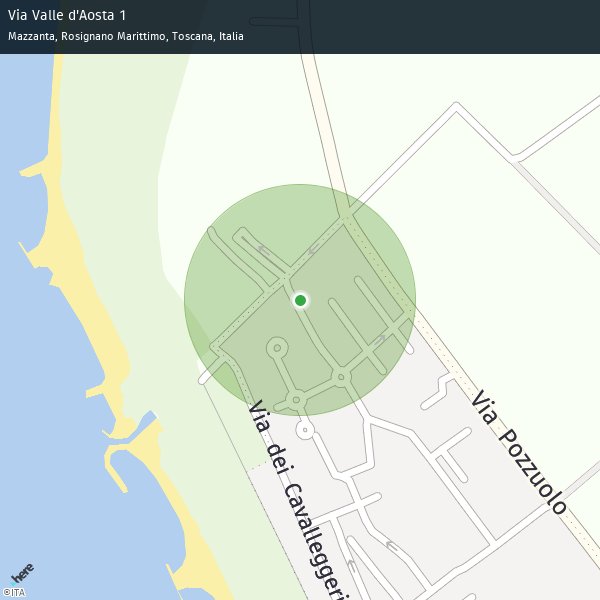 Via Valle d'Aosta 1
Mazzanta, Rosignano Marittimo, Toscana, Italia
Via dei Cavalleggeri
Via Pozzuolo
here
©ITA